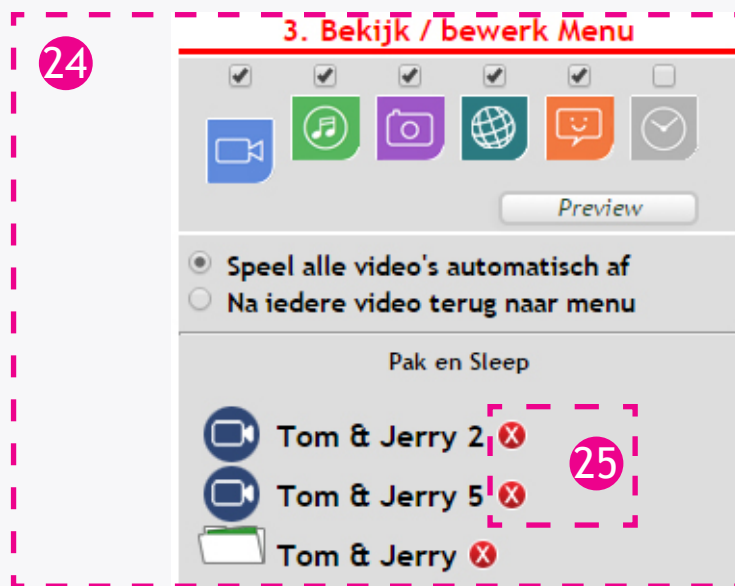 24
3. Bekijk / bewerk Menu
Preview
Speel alle video's automatisch af
Na iedere video terug naar menu
Pak en Sleep
Tom & Jerry 2 X
25
Tom & Jerry 5 X
Tom & Jerry X